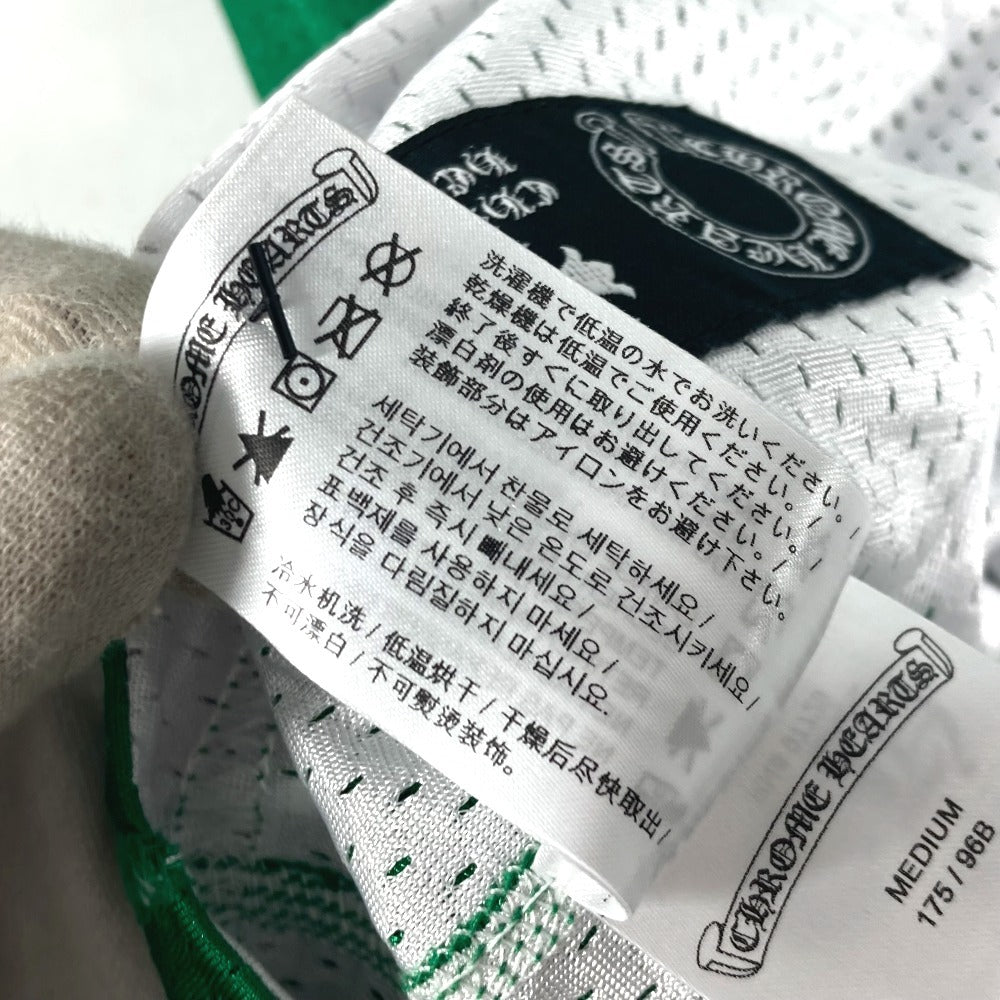 CHROME HEARTS
洗濯機で低温の水でお洗いください。/
乾燥機は低温でご使用ください。/
終了後すぐに取り出してください。/
漂白剤の使用はお避けください。/
装飾部分はアイロンをお避け下さい。
세탁기에서 찬물로 세탁하세요/
건조기에서 낮은 온도로 건조시키세요/
건조 후 즉시 빼내세요/
표백제를 사용하지 마세요/
장식을 다림질하지 마십시오.
冷水机洗/低温烘干/干燥后尽快取出/
不可漂白/不可熨烫装饰。
30C
CHROME HEARTS
CHROME HEARTS
MEDIUM
175 / 96B